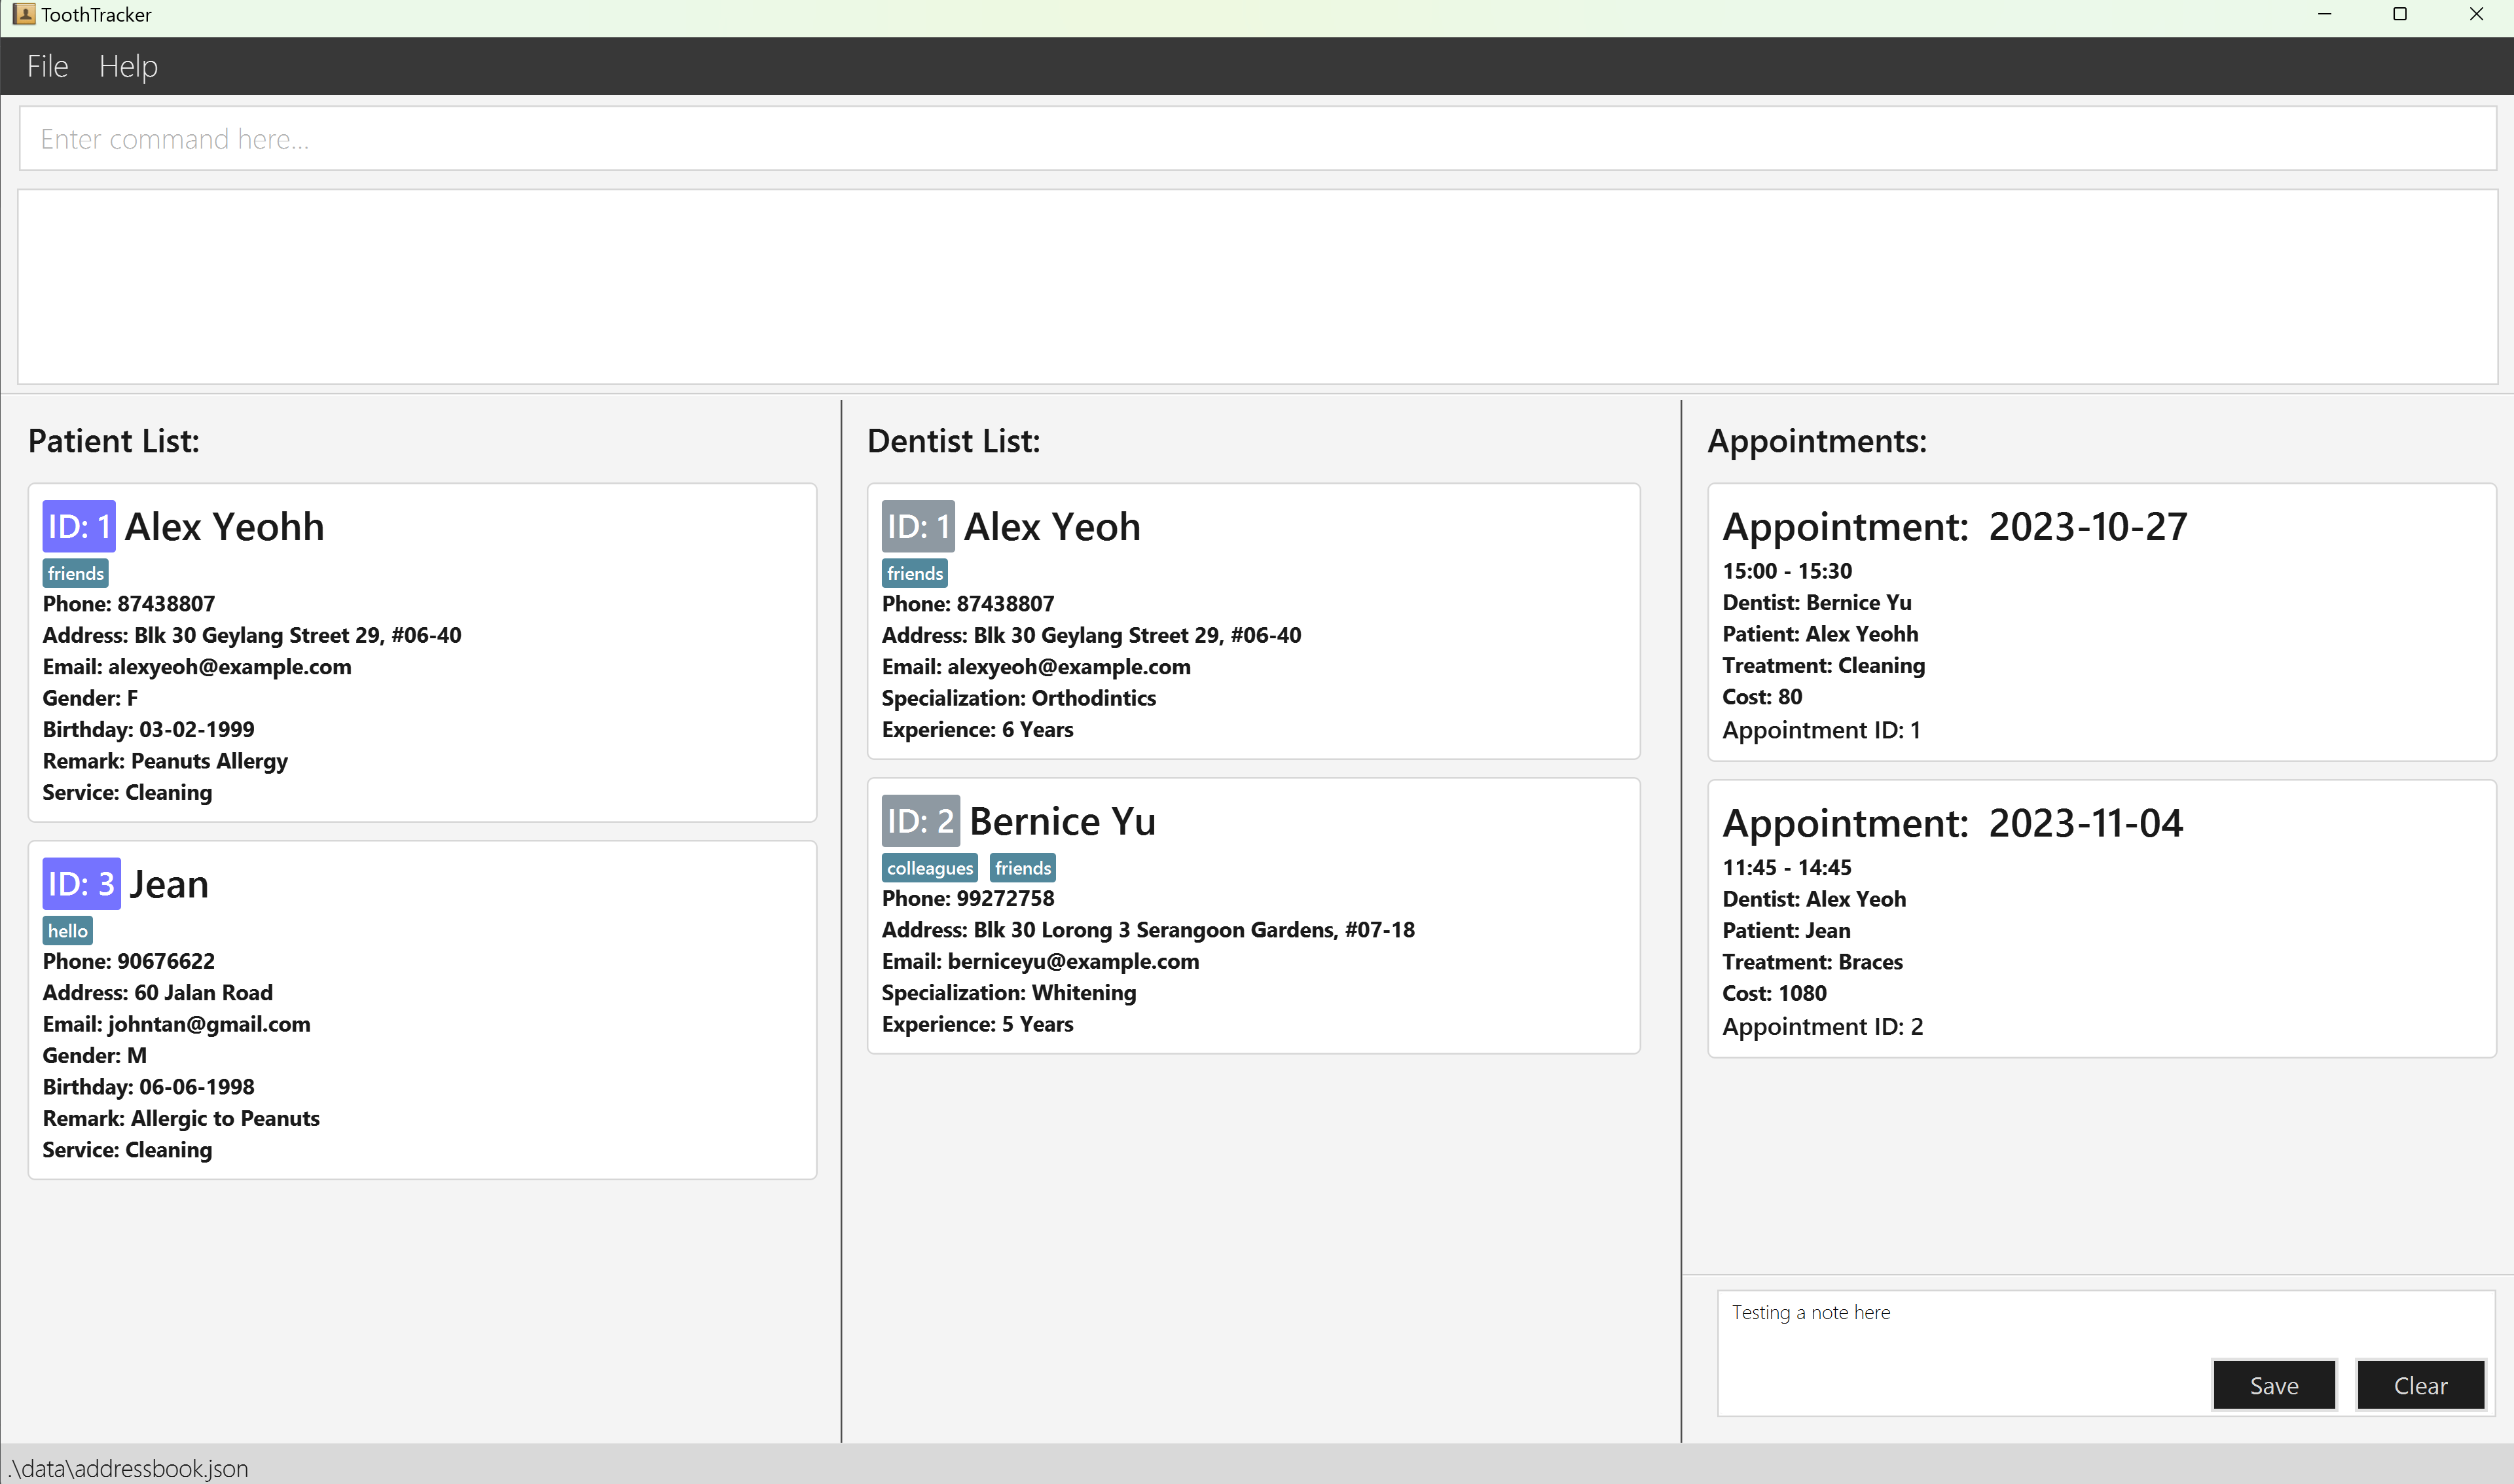 ToothTracker
File Help
Enter command here...
Patient List:
ID: 1 Alex Yeohh
friends
Phone: 87438807
Address: Blk 30 Geylang Street 29, #06-40
Email: alexyeoh@example.com
Gender: F
Birthday: 03-02-1999
Remark: Peanuts Allergy
Service: Cleaning
ID: 3 Jean
hello
Phone: 90676622
Address: 60 Jalan Road
Email: johntan@gmail.com
Gender: M
Birthday: 06-06-1998
Remark: Allergic to Peanuts
Service: Cleaning
Dentist List:
ID: 1 Alex Yeoh
friends
Phone: 87438807
Address: Blk 30 Geylang Street 29, #06-40
Email: alexyeoh@example.com
Specialization: Orthodintics
Experience: 6 Years
ID: 2 Bernice Yu
colleagues friends
Phone: 99272758
Address: Blk 30 Lorong 3 Serangoon Gardens, #07-18
Email: berniceyu@example.com
Specialization: Whitening
Experience: 5 Years
Appointments:
Appointment: 2023-10-27
15:00 - 15:30
Dentist: Bernice Yu
Patient: Alex Yeohh
Treatment: Cleaning
Cost: 80
Appointment ID: 1
Appointment: 2023-11-04
11:45 - 14:45
Dentist: Alex Yeoh
Patient: Jean
Treatment: Braces
Cost: 1080
Appointment ID: 2
Testing a note here
Save Clear
.\data\addressbook.json